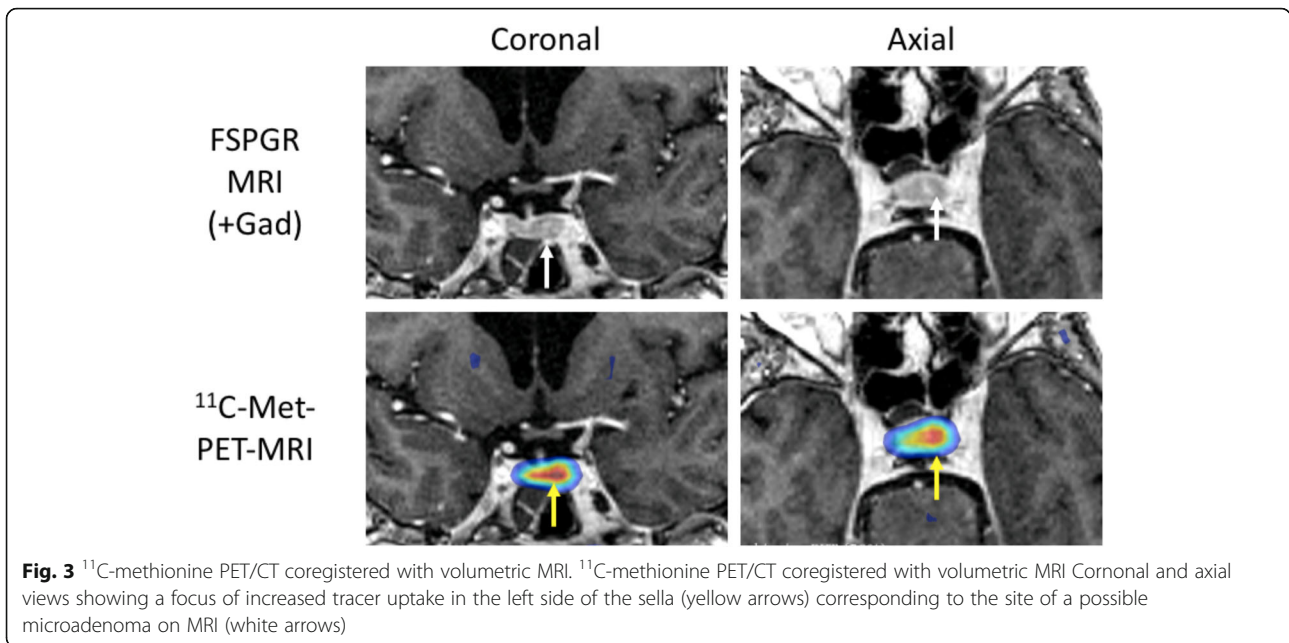 Coronal
Axial
FSPGR
MRI
(+Gad)
¹¹C-Met-
PET-MRI
Fig. 3 ¹¹C-methionine PET/CT coregistered with volumetric MRI. ¹¹C-methionine PET/CT coregistered with volumetric MRI Cornonal and axial
views showing a focus of increased tracer uptake in the left side of the sella (yellow arrows) corresponding to the site of a possible
microadenoma on MRI (white arrows)